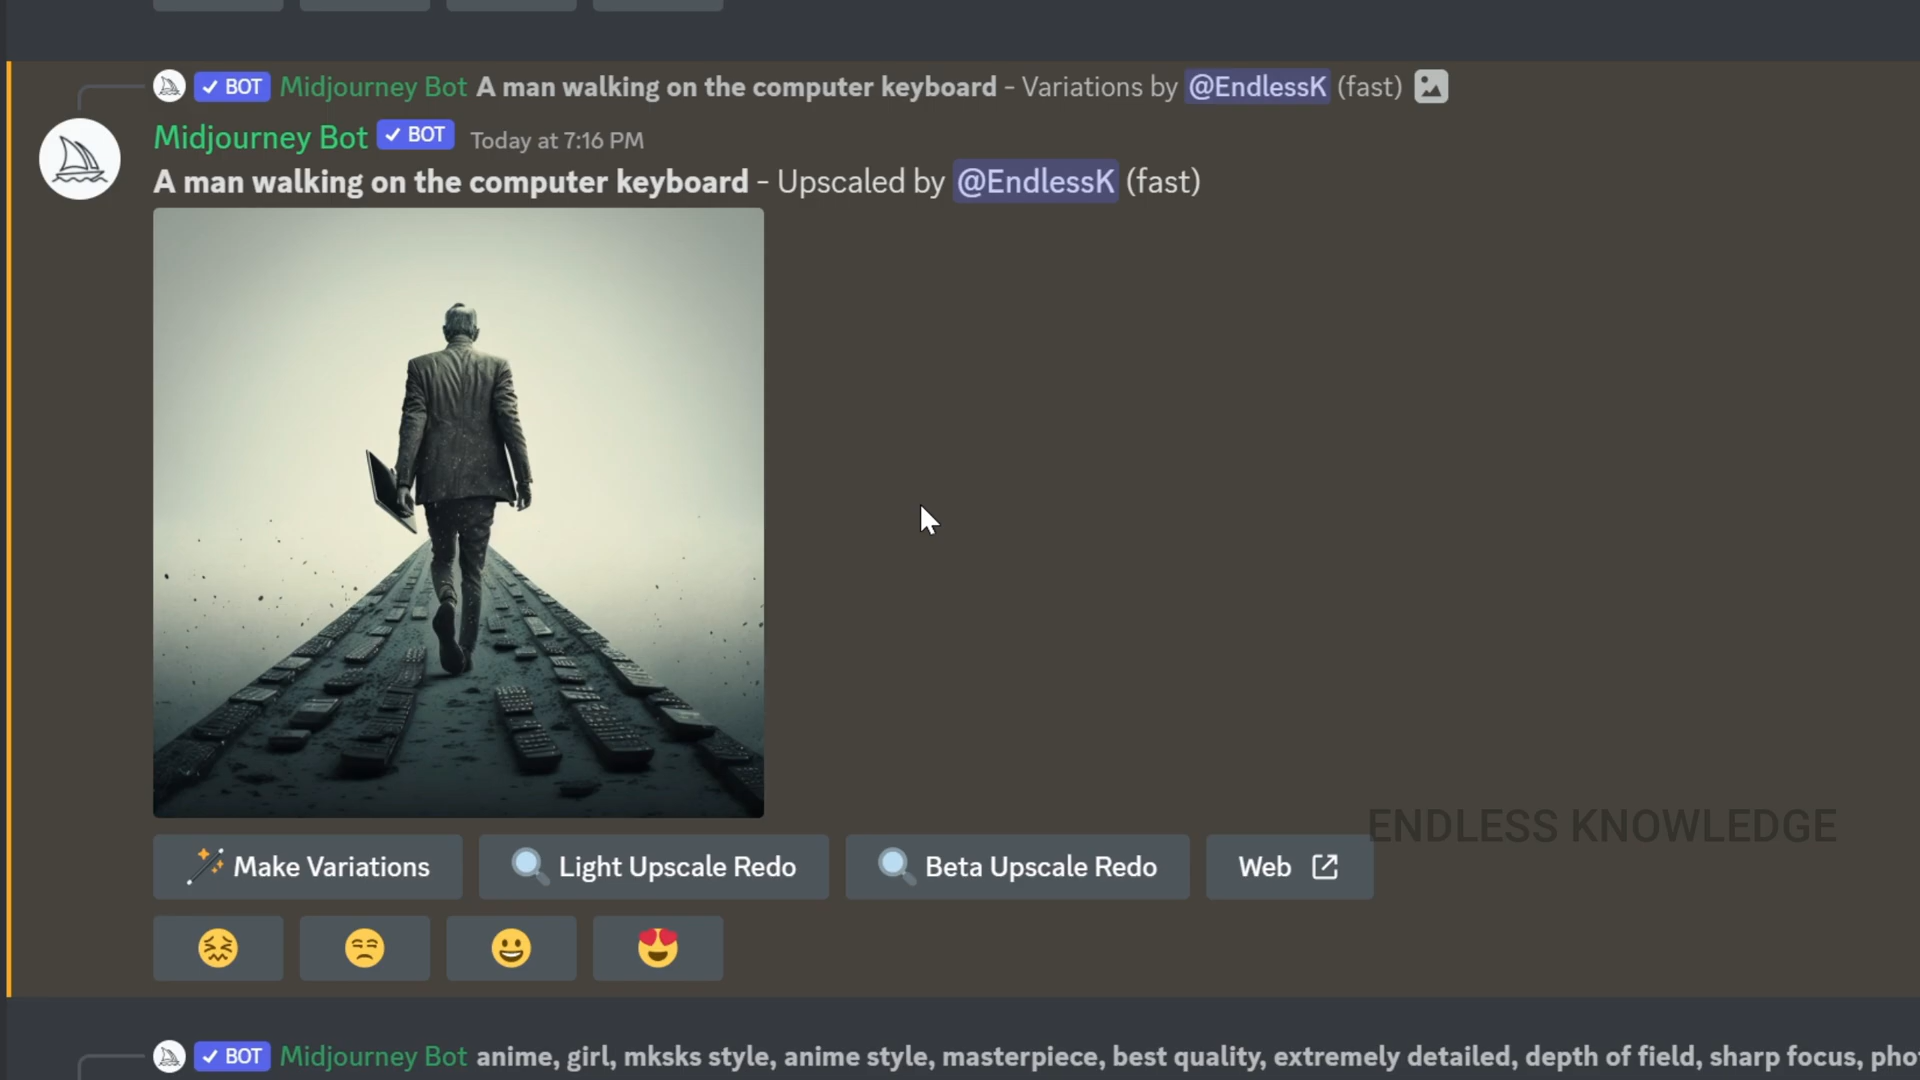 ✓ BOT Midjourney Bot A man walking on the computer keyboard - Variations by @EndlessK (fast)
Midjourney Bot ✓ BOT Today at 7:16 PM
A man walking on the computer keyboard - Upscaled by @EndlessK (fast)
ENDLESS KNOWLEDGE
Make Variations Light Upscale Redo Beta Upscale Redo Web
✓ BOT Midjourney Bot anime, girl, mksks style, anime style, masterpiece, best quality, extremely detailed, depth of field, sharp focus, pho